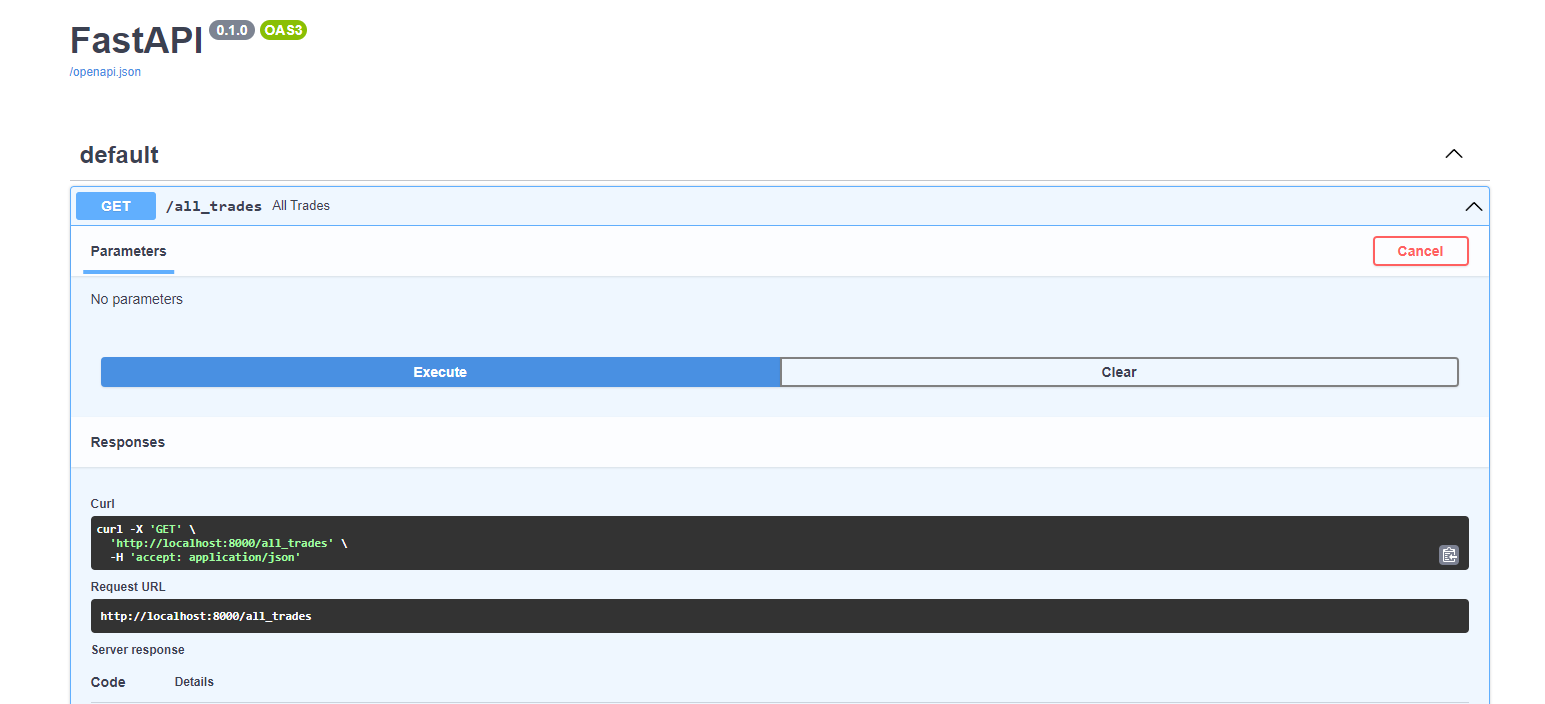 FastAPI 0.1.0 OAS3
/openapi.json
default
GET /all_trades All Trades
Parameters Cancel
No parameters
Execute Clear
Responses
Curl
curl -X 'GET' \
'http://localhost:8000/all_trades' \
-H 'accept: application/json'
Request URL
http://localhost:8000/all_trades
Server response
Code Details